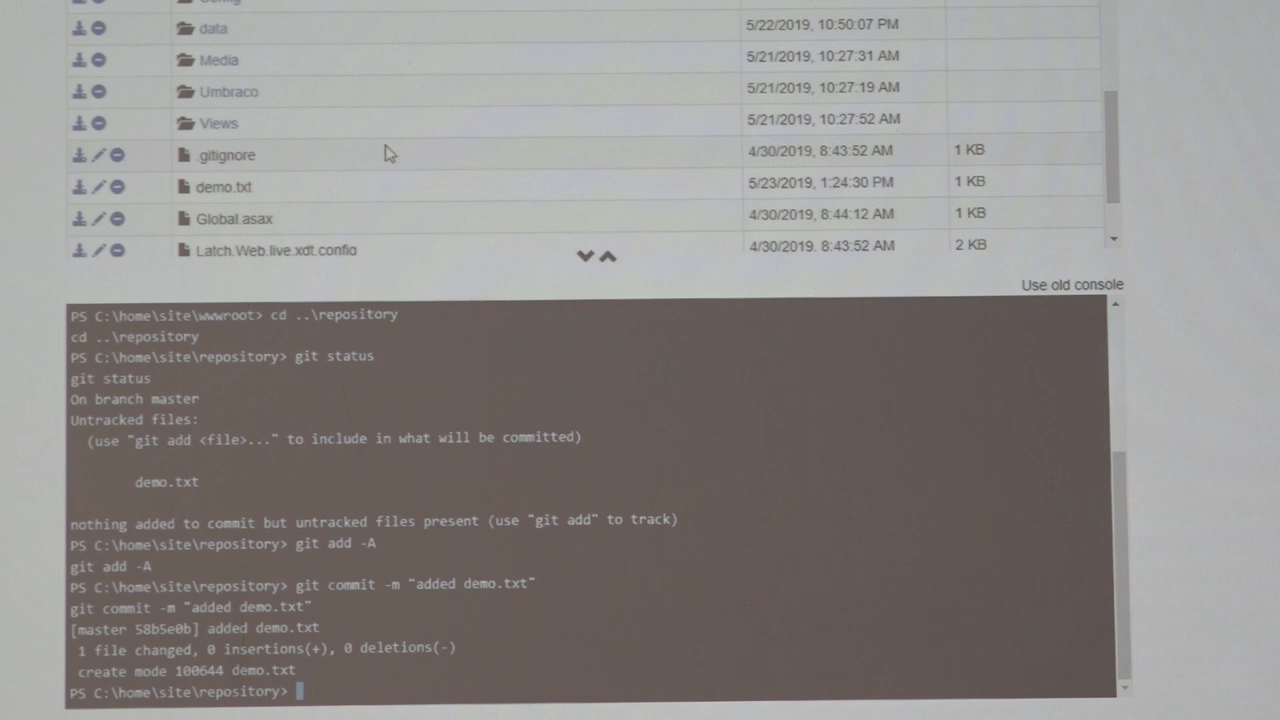 Config
data 5/22/2019, 10:50:07 PM
Media 5/21/2019, 10:27:31 AM
Umbraco 5/21/2019, 10:27:19 AM
Views 5/21/2019, 10:27:52 AM
.gitignore 4/30/2019, 8:43:52 AM 1 KB
demo.txt 5/23/2019, 1:24:30 PM 1 KB
Global.asax 4/30/2019, 8:44:12 AM 1 KB
Latch.Web.live.xdt.config 4/30/2019, 8:43:52 AM 2 KB
Use old console
PS C:\home\site\wwwroot> cd ..\repository
cd ..\repository
PS C:\home\site\repository> git status
git status
On branch master
Untracked files:
(use "git add <file>..." to include in what will be committed)
demo.txt
nothing added to commit but untracked files present (use "git add" to track)
PS C:\home\site\repository> git add -A
git add -A
PS C:\home\site\repository> git commit -m "added demo.txt"
git commit -m "added demo.txt"
[master 58b5e0b] added demo.txt
1 file changed, 0 insertions(+), 0 deletions(-)
create mode 100644 demo.txt
PS C:\home\site\repository>